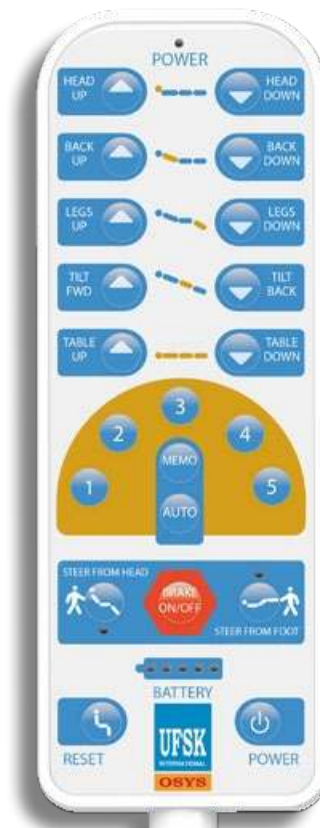 POWER
HEAD UP
HEAD DOWN
BACK UP
BACK DOWN
LEGS UP
LEGS DOWN
TILT FWD
TILT BACK
TABLE UP
TABLE DOWN
3
2
4
1
5
MEMO
AUTO
STEER FROM HEAD
BRAKE
ON/OFF
STEER FROM FOOT
BATTERY
RESET
UFSK
INTERNATIONAL
OSYS
POWER